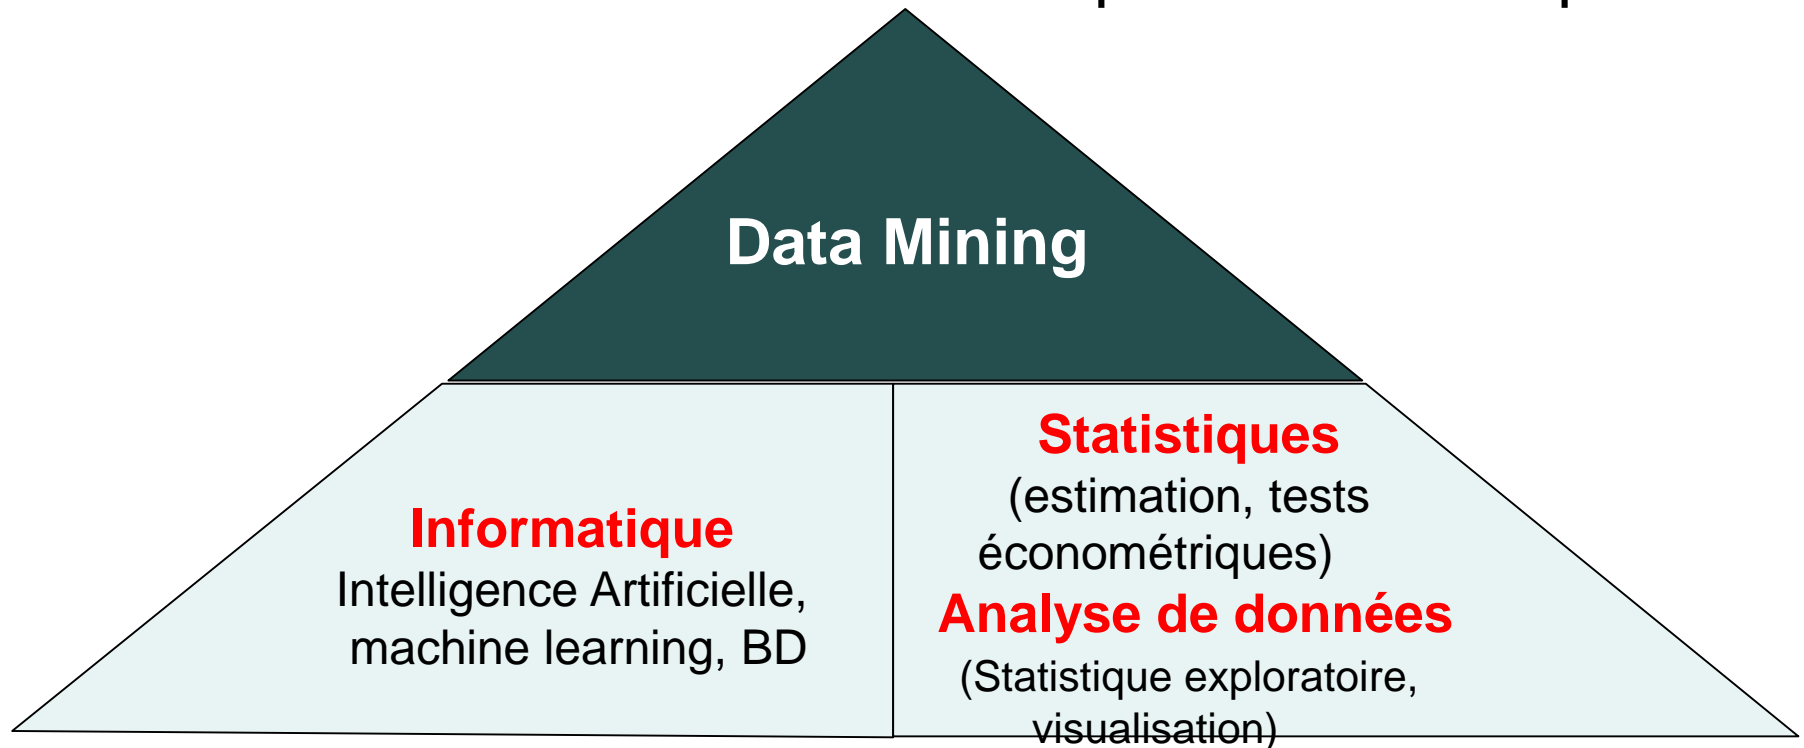 Data Mining
Informatique
Intelligence Artificielle,
machine learning, BD
Statistiques
(estimation, tests
économétriques)
Analyse de données
(Statistique exploratoire,
visualisation)